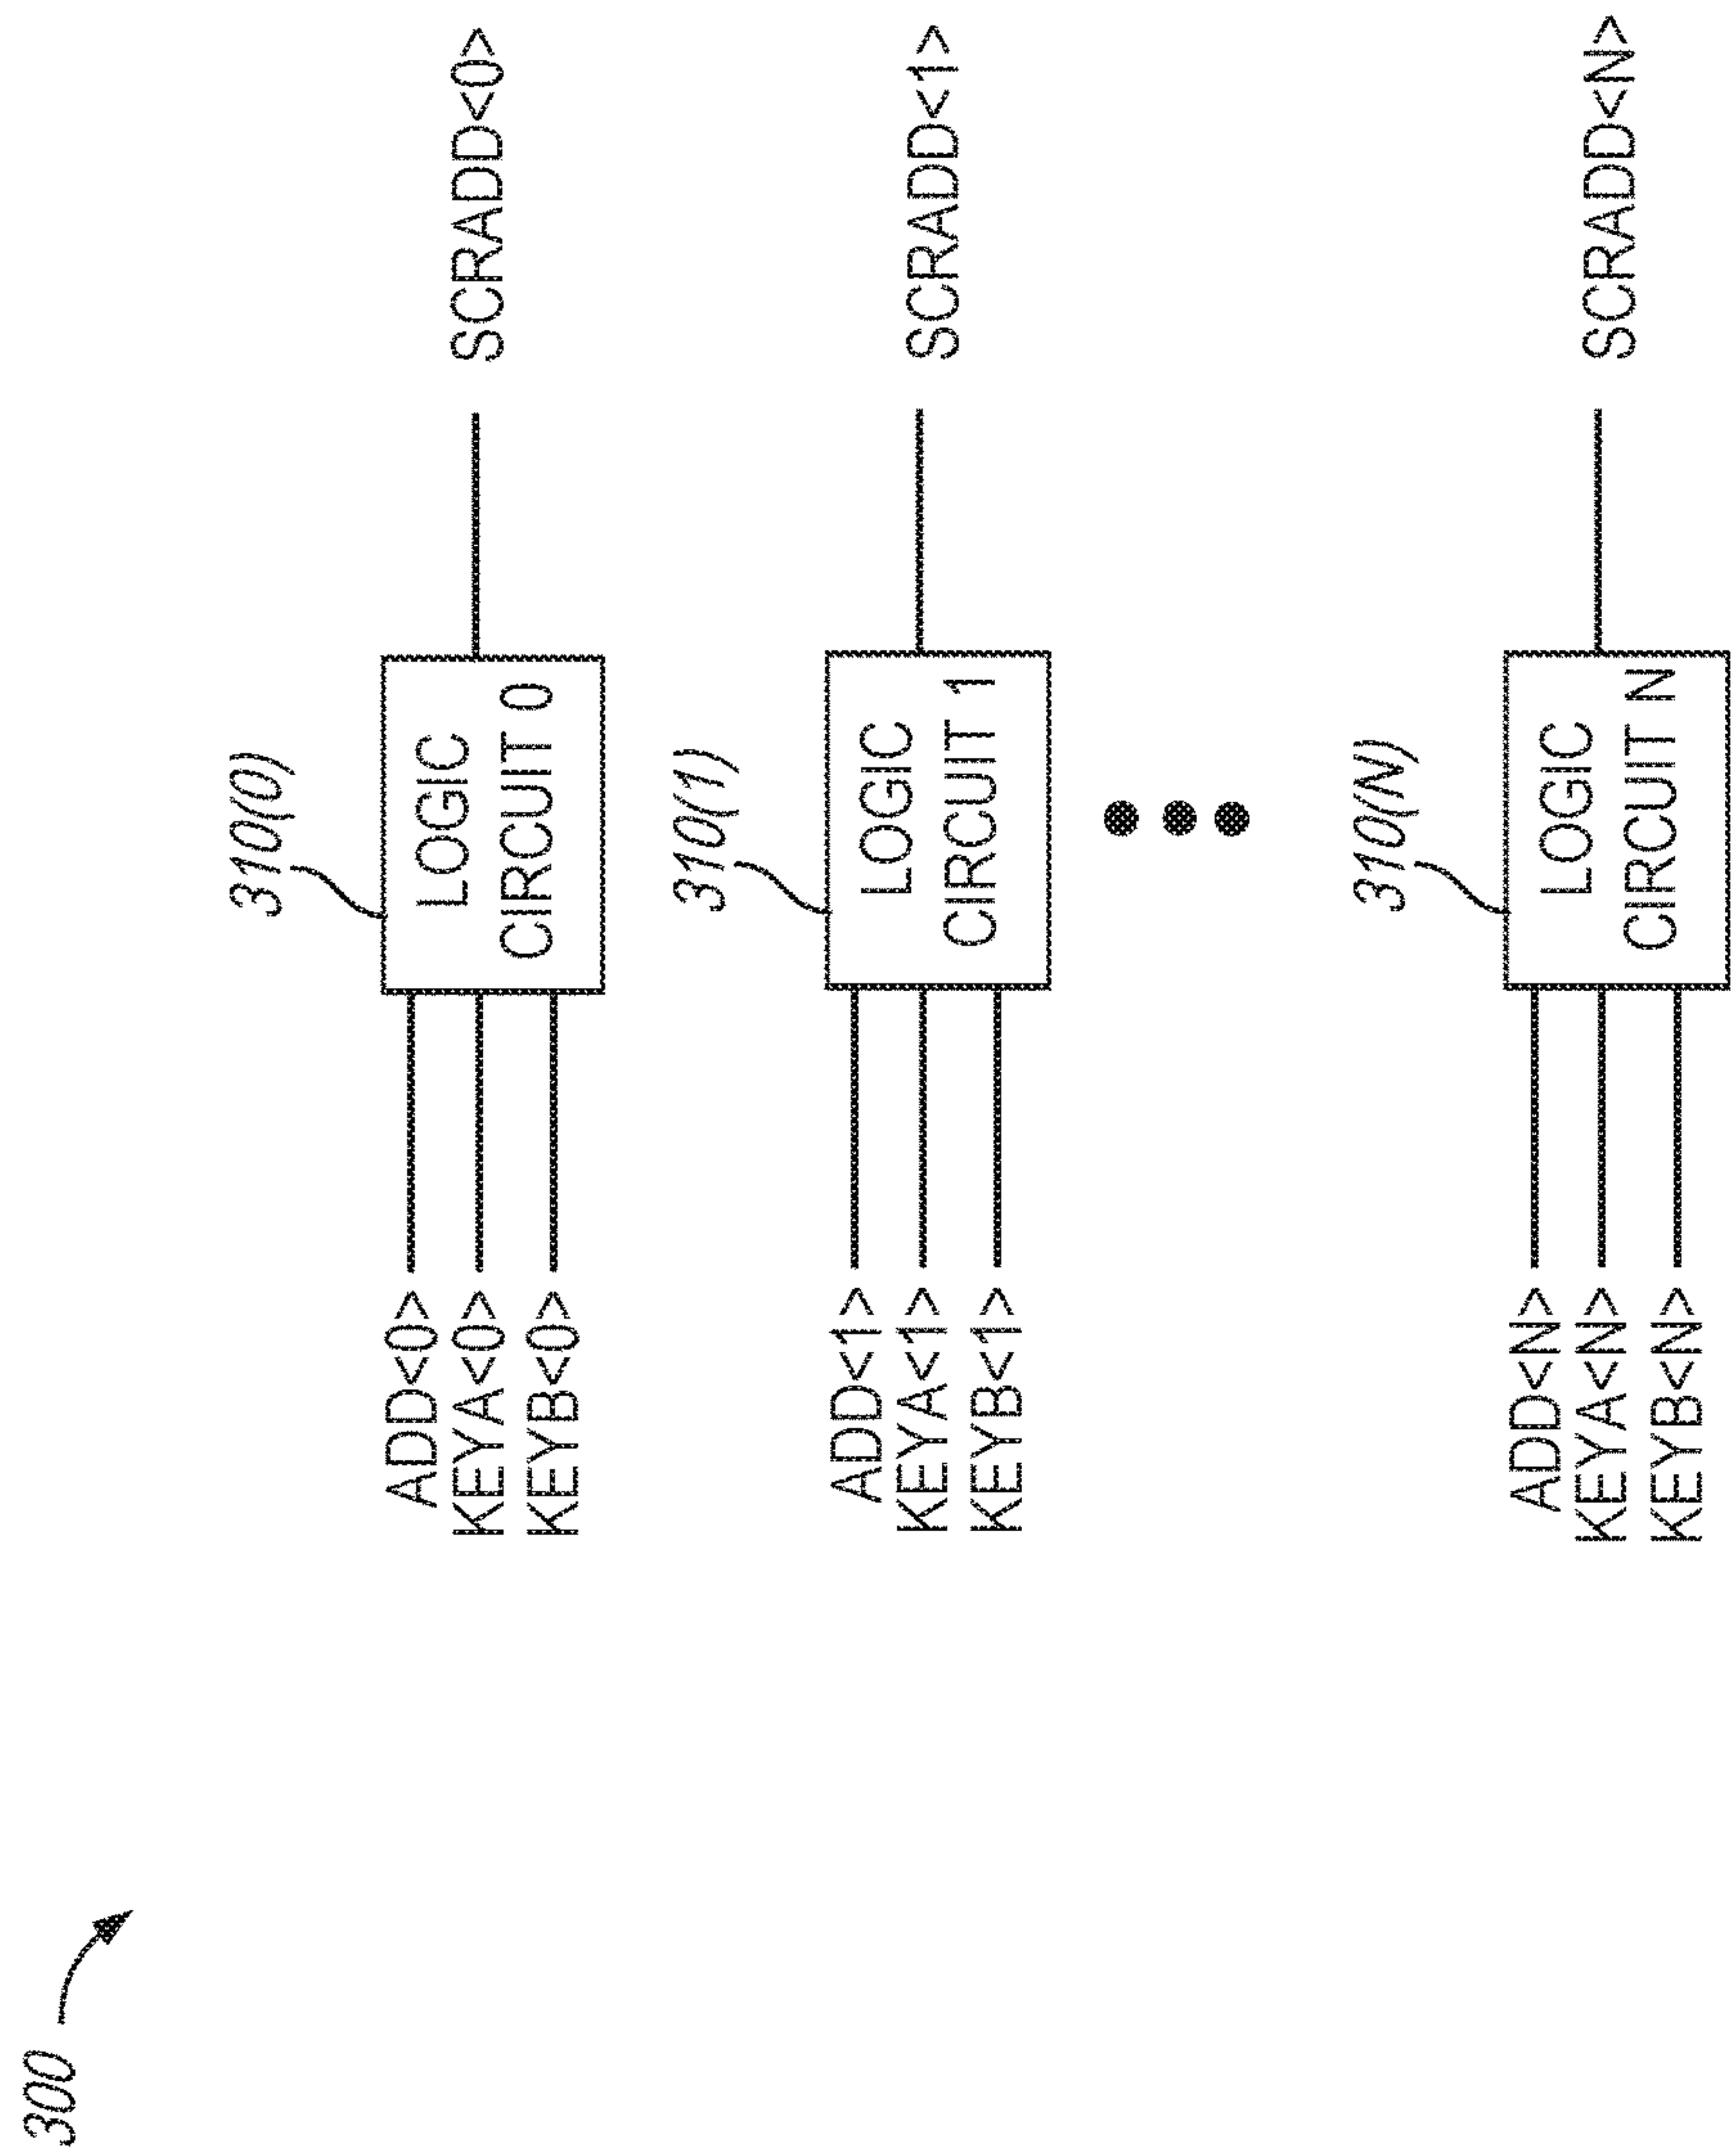 300
310(0)
ADD<0>
KEYA<0>
KEYB<0>
LOGIC
CIRCUIT 0
SCRADD<0>
310(1)
ADD<1>
KEYA<1>
KEYB<1>
LOGIC
CIRCUIT 1
SCRADD<1>
310(N)
ADD<N>
KEYA<N>
KEYB<N>
LOGIC
CIRCUIT N
SCRADD<N>